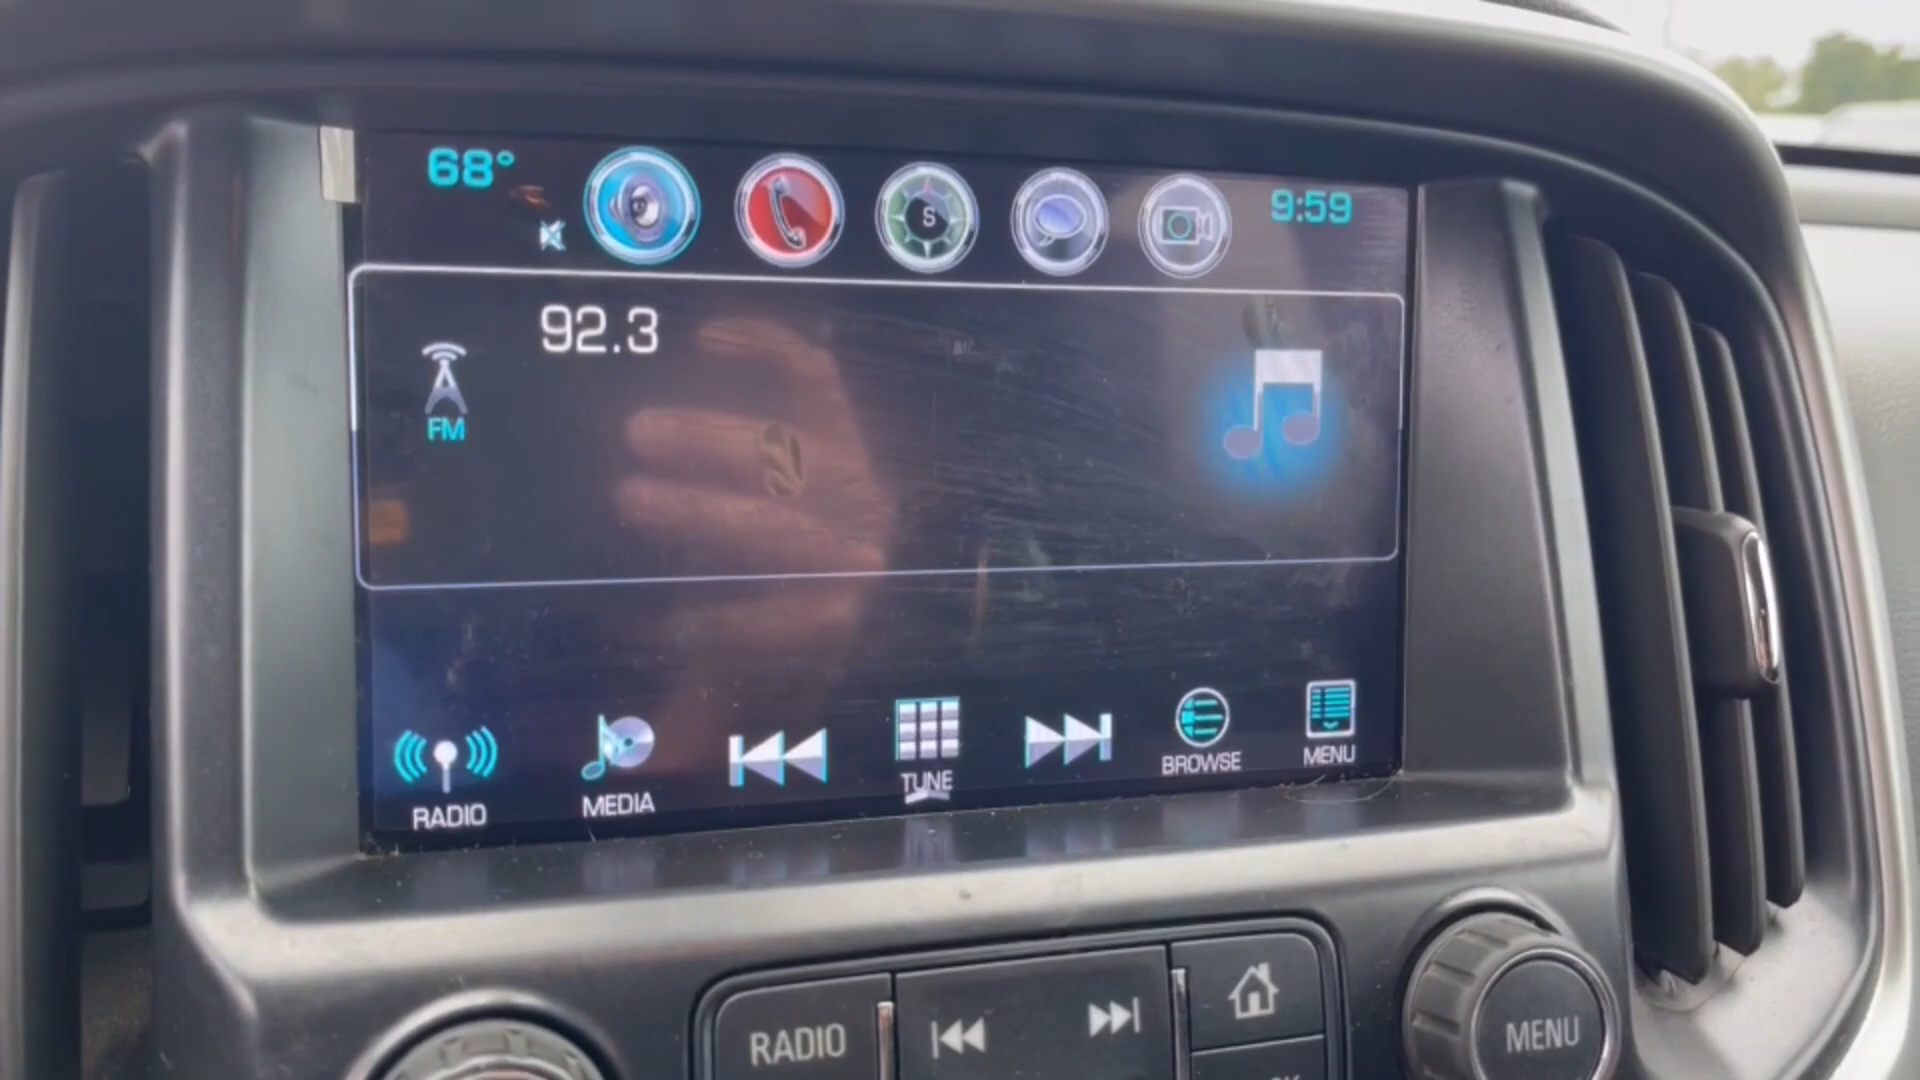 68°
S
9:59
92.3
FM
RADIO
MEDIA
TUNE
BROWSE
MENU
RADIO
MENU